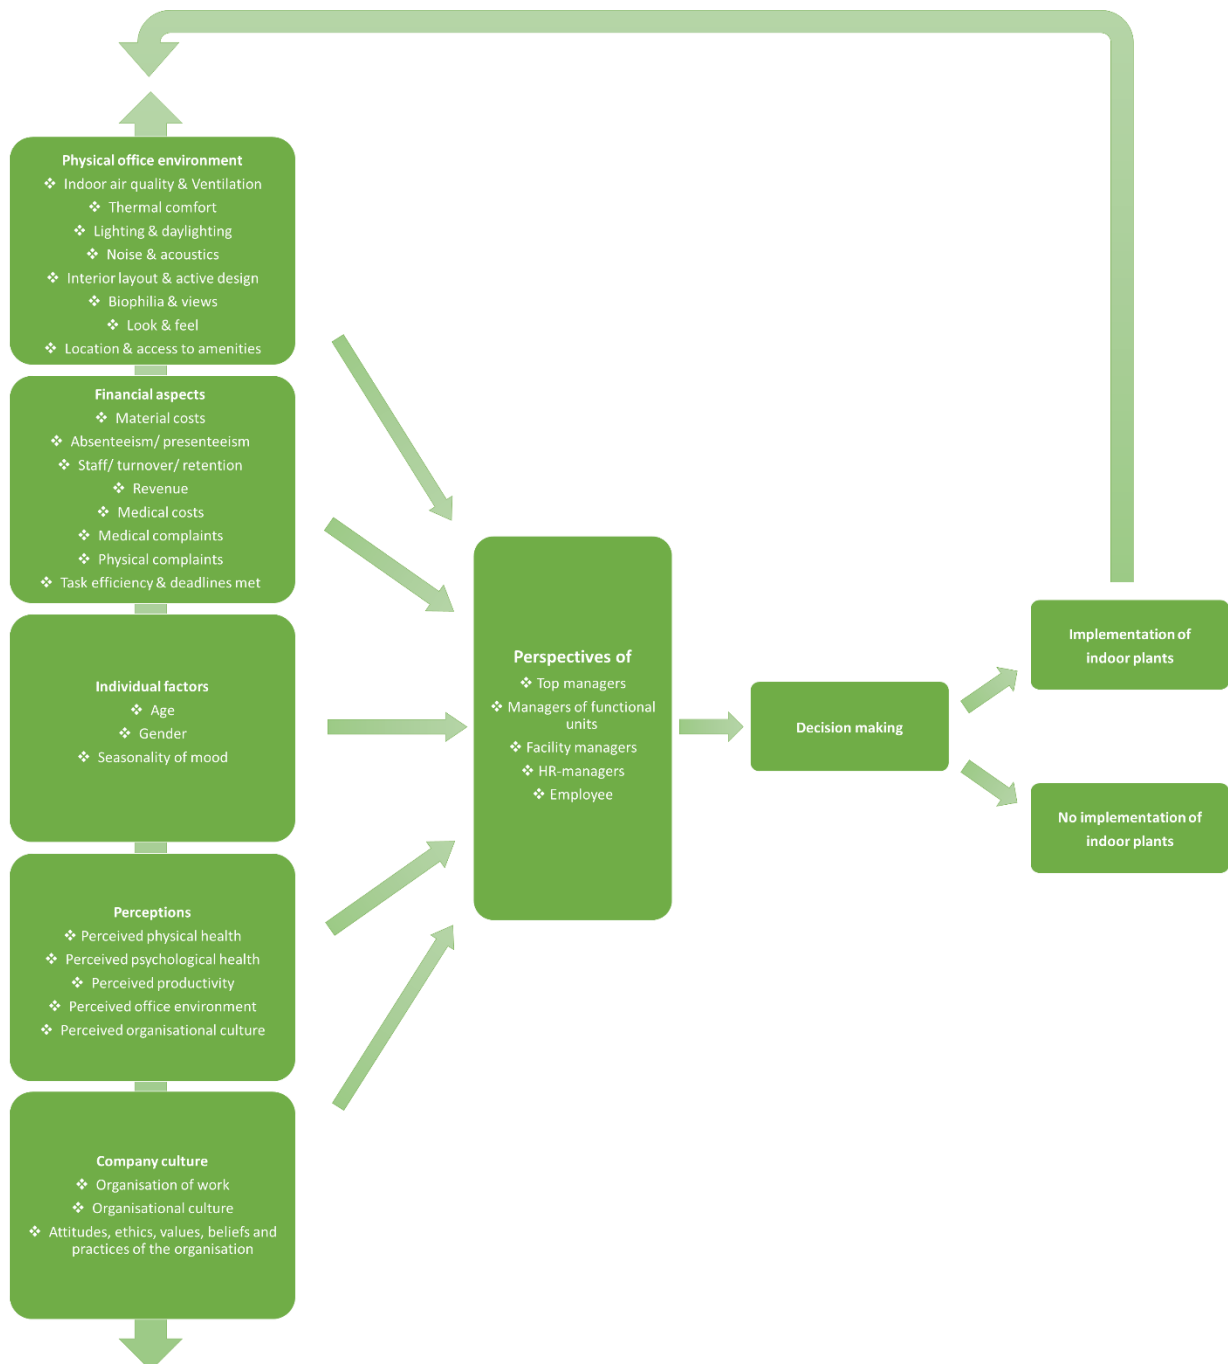 Physical office environment
❖ Indoor air quality & Ventilation
❖ Thermal comfort
❖ Lighting & daylighting
❖ Noise & acoustics
❖ Interior layout & active design
❖ Biophilia & views
❖ Look & feel
❖ Location & access to amenities
Financial aspects
❖ Material costs
❖ Absenteeism/ presenteeism
❖ Staff/ turnover/ retention
❖ Revenue
❖ Medical costs
❖ Medical complaints
❖ Physical complaints
❖ Task efficiency & deadlines met
Individual factors
❖ Age
❖ Gender
❖ Seasonality of mood
Perceptions
❖ Perceived physical health
❖ Perceived psychological health
❖ Perceived productivity
❖ Perceived office environment
❖ Perceived organisational culture
Company culture
❖ Organisation of work
❖ Organisational culture
❖ Attitudes, ethics, values, beliefs and
practices of the organisation
Perspectives of
❖ Top managers
❖ Managers of functional
units
❖ Facility managers
❖ HR-managers
❖ Employee
Decision making
Implementation of
indoor plants
No implementation of
indoor plants